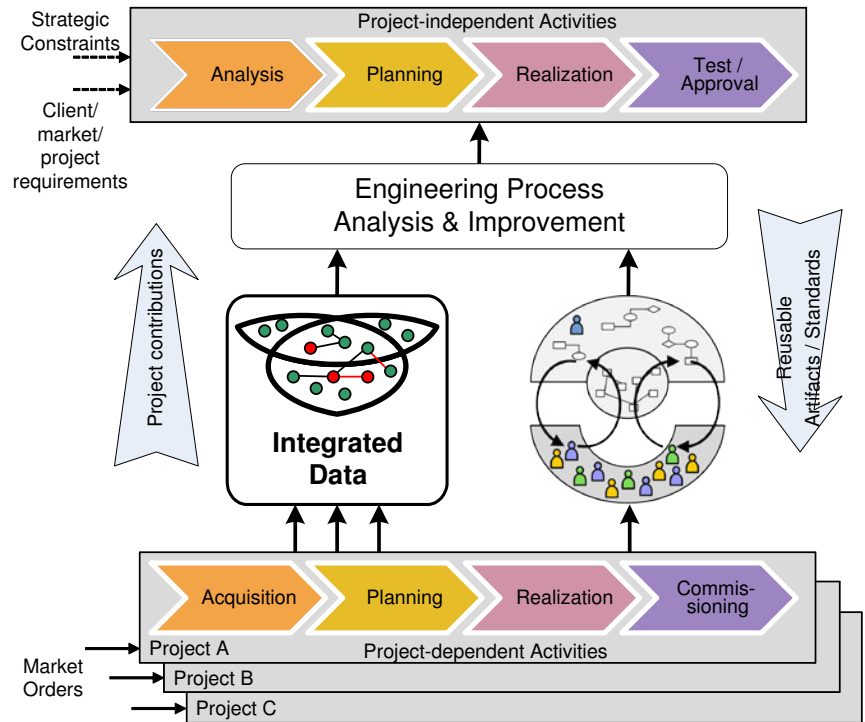 Project-independent Activities
Strategic
Constraints
Analysis
Planning
Realization
Test /
Approval
Client/
market/
project
requirements
Engineering Process
Analysis & Improvement
Project contributions
Reusable
Artifacts / Standards
Integrated
Data
Acquisition
Planning
Realization
Commis-
sioning
Project A
Project-dependent Activities
Market
Orders
Project B
Project C